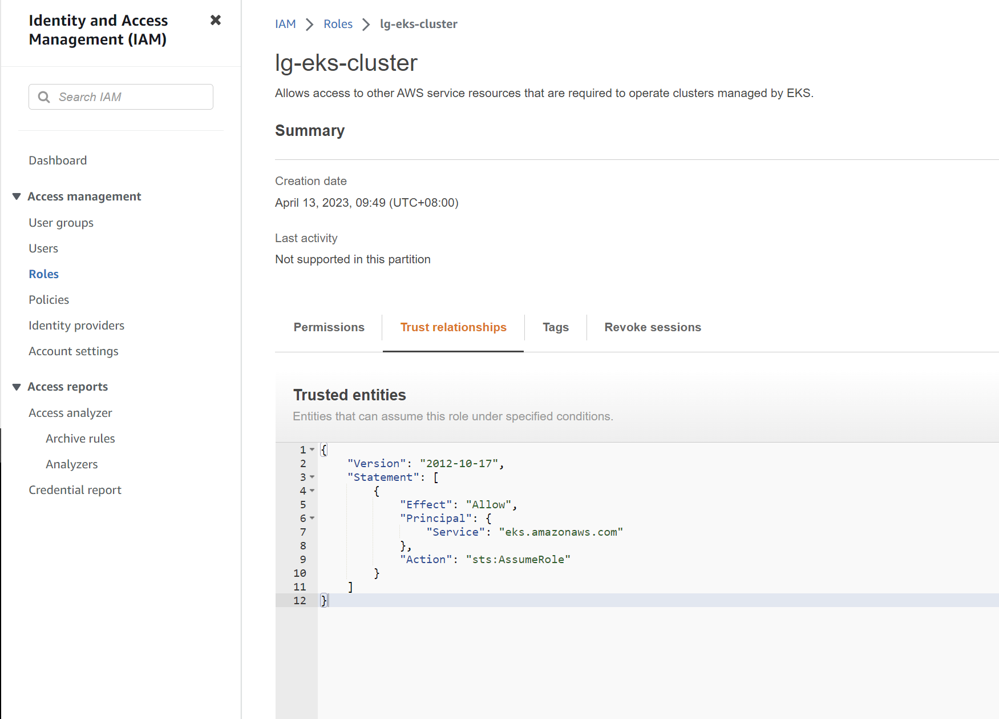 Identity and Access
Management (IAM)
Search IAM
Dashboard
Access management
User groups
Users
Roles
Policies
Identity providers
Account settings
Access reports
Access analyzer
Archive rules
Analyzers
Credential report
IAM > Roles > lg-eks-cluster
lg-eks-cluster
Allows access to other AWS service resources that are required to operate clusters managed by EKS.
Summary
Creation date
April 13, 2023, 09:49 (UTC+08:00)
Last activity
Not supported in this partition
Permissions Trust relationships Tags Revoke sessions
Trusted entities
Entities that can assume this role under specified conditions.
1 {
2     "Version": "2012-10-17",
3     "Statement": [
4         {
5             "Effect": "Allow",
6             "Principal": {
7                 "Service": "eks.amazonaws.com"
8             },
9             "Action": "sts:AssumeRole"
10         }
11     ]
12 }